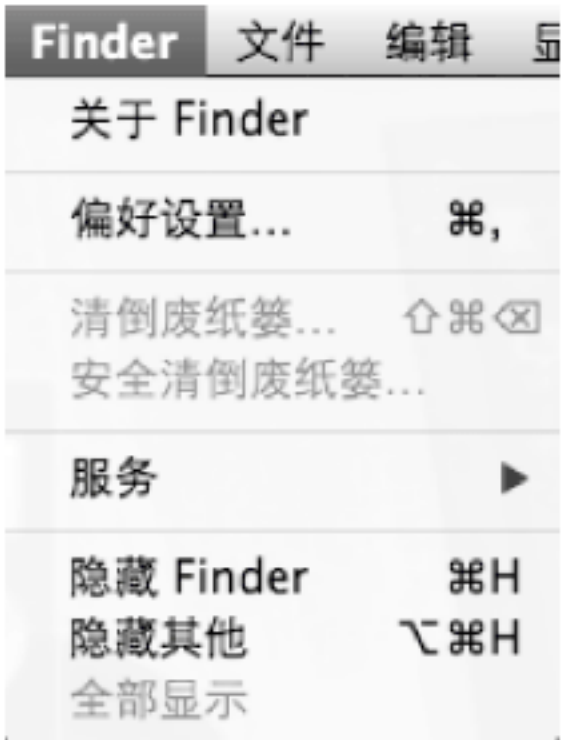 Finder 文件 编辑
关于 Finder
偏好设置... ⌘,
清倒废纸篓... ⇧⌘⌫
安全清倒废纸篓...
服务 ▶
隐藏 Finder ⌘H
隐藏其他 ⌥⌘H
全部显示